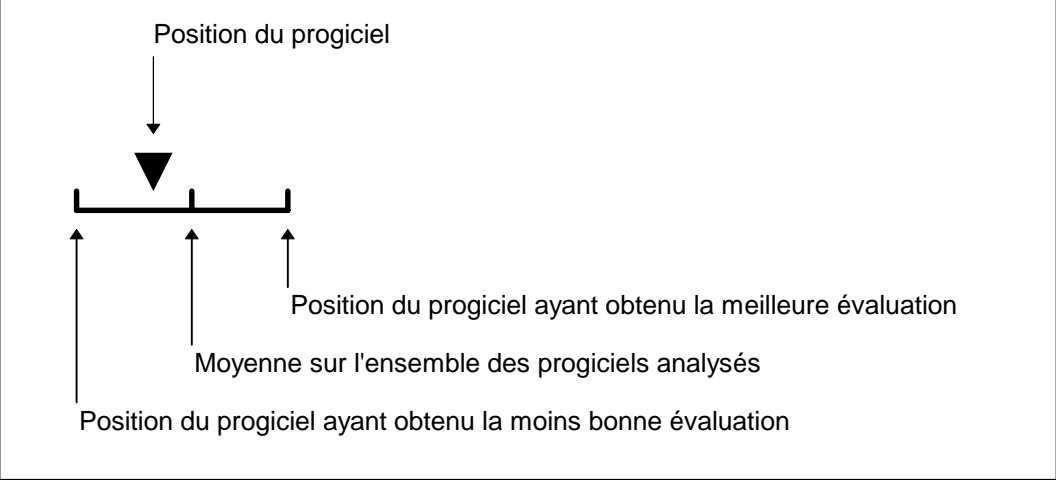 Position du progiciel
Position du progiciel ayant obtenu la meilleure évaluation
Moyenne sur l'ensemble des progiciels analysés
Position du progiciel ayant obtenu la moins bonne évaluation